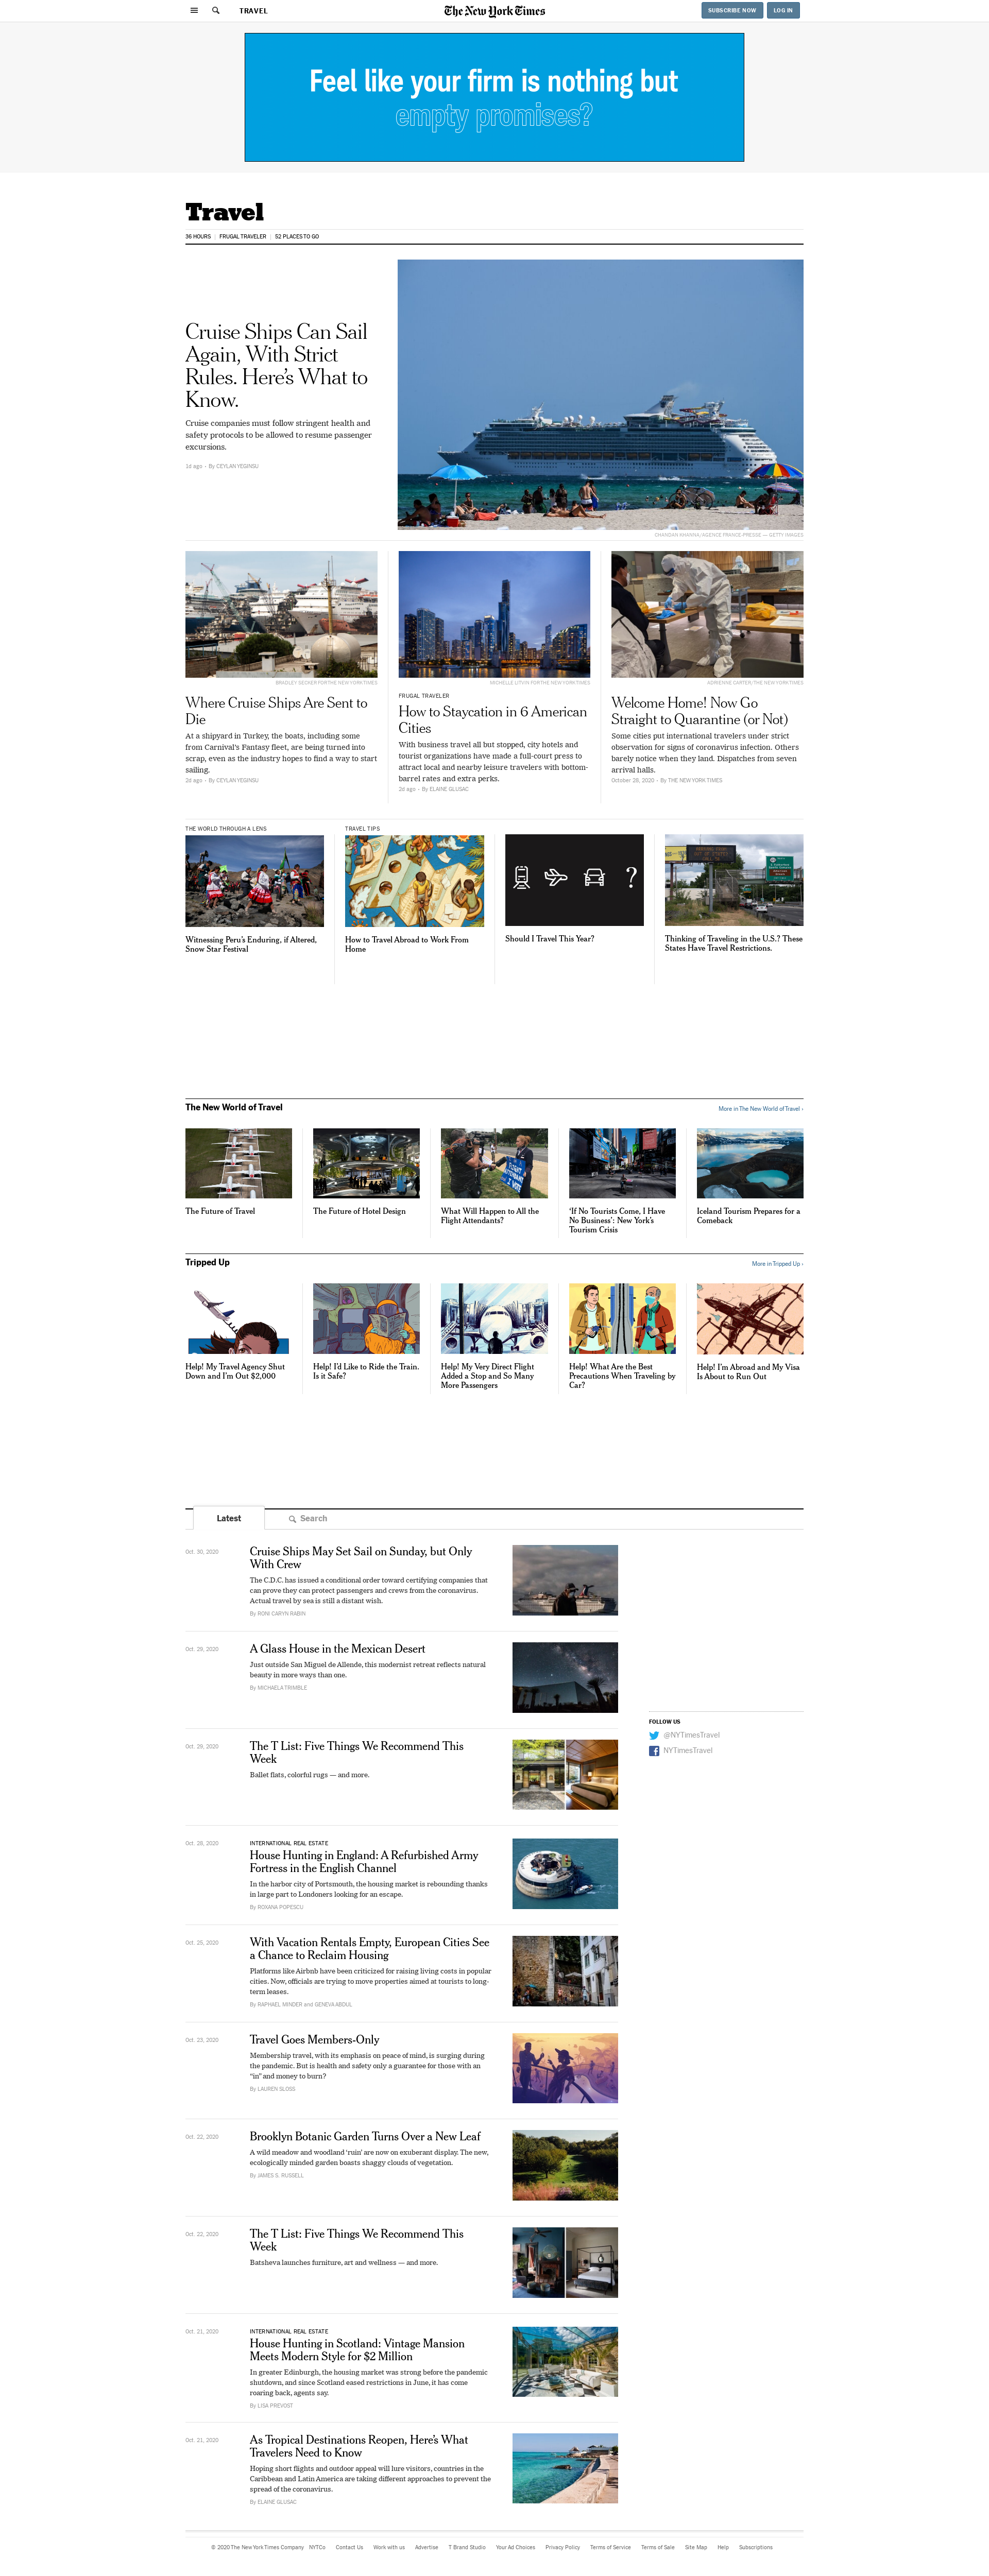 TRAVEL
The New York Times
SUBSCRIBE NOW
LOG IN
Feel like your firm is nothing but
empty promises?
Travel
36 HOURS
FRUGAL TRAVELER
52 PLACES TO GO
Cruise Ships Can Sail
Again, With Strict
Rules. Here’s What to
Know.
Cruise companies must follow stringent health and
safety protocols to be allowed to resume passenger
excursions.
1d ago - By CEYLAN YEGINSU
CHANDAN KHANNA/AGENCE FRANCE-PRESSE — GETTY IMAGES
BRADLEY SECKER FOR THE NEW YORK TIMES
Where Cruise Ships Are Sent to
Die
At a shipyard in Turkey, the boats, including some
from Carnival’s Fantasy fleet, are being turned into
scrap, even as the industry hopes to find a way to start
sailing.
2d ago - By CEYLAN YEGINSU
MICHELLE LITVIN FOR THE NEW YORK TIMES
FRUGAL TRAVELER
How to Staycation in 6 American
Cities
With business travel all but stopped, city hotels and
tourist organizations have made a full-court press to
attract local and nearby leisure travelers with bottom-
barrel rates and extra perks.
2d ago - By ELAINE GLUSAC
ADRIENNE CARTER/THE NEW YORK TIMES
Welcome Home! Now Go
Straight to Quarantine (or Not)
Some cities put international travelers under strict
observation for signs of coronavirus infection. Others
barely notice when they land. Dispatches from seven
arrival halls.
October 26, 2020 - By THE NEW YORK TIMES
THE WORLD THROUGH A LENS
Witnessing Peru’s Enduring, if Altered,
Snow Star Festival
TRAVEL TIPS
How to Travel Abroad to Work From
Home
?
Should I Travel This Year?
Thinking of Traveling in the U.S.? These
States Have Travel Restrictions.
The New World of Travel
More in The New World of Travel ›
The Future of Travel
The Future of Hotel Design
What Will Happen to All the
Flight Attendants?
‘If No Tourists Come, I Have
No Business’: New York’s
Tourism Crisis
Iceland Tourism Prepares for a
Comeback
Tripped Up
More in Tripped Up ›
Help! My Travel Agency Shut
Down and I’m Out $2,000
Help! I’d Like to Ride the Train.
Is it Safe?
Help! My Very Direct Flight
Added a Stop and So Many
More Passengers
Help! What Are the Best
Precautions When Traveling by
Car?
Help! I’m Abroad and My Visa
Is About to Run Out
Latest
Search
Oct. 30, 2020
Cruise Ships May Set Sail on Sunday, but Only
With Crew
The C.D.C. has issued a conditional order toward certifying companies that
can prove they can protect passengers and crews from the coronavirus.
Actual travel by sea is still a distant wish.
By RONI CARYN RABIN
Oct. 29, 2020
A Glass House in the Mexican Desert
Just outside San Miguel de Allende, this modernist retreat reflects natural
beauty in more ways than one.
By MICHAELA TRIMBLE
FOLLOW US
@NYTimesTravel
NYTimesTravel
Oct. 29, 2020
The T List: Five Things We Recommend This
Week
Ballet flats, colorful rugs — and more.
Oct. 28, 2020
INTERNATIONAL REAL ESTATE
House Hunting in England: A Refurbished Army
Fortress in the English Channel
In the harbor city of Portsmouth, the housing market is rebounding thanks
in large part to Londoners looking for an escape.
By ROXANA POPESCU
Oct. 25, 2020
With Vacation Rentals Empty, European Cities See
a Chance to Reclaim Housing
Platforms like Airbnb have been criticized for raising living costs in popular
cities. Now, officials are trying to move properties aimed at tourists to long-
term leases.
By RAPHAEL MINDER and GENEVA ABDUL
Oct. 23, 2020
Travel Goes Members-Only
Membership travel, with its emphasis on peace of mind, is surging during
the pandemic. But is health and safety only a guarantee for those with an
“in” and money to burn?
By LAUREN SLOSS
Oct. 22, 2020
Brooklyn Botanic Garden Turns Over a New Leaf
A wild meadow and woodland ‘ruin’ are now on exuberant display. The new,
ecologically minded garden boasts shaggy clouds of vegetation.
By JAMES S. RUSSELL
Oct. 22, 2020
The T List: Five Things We Recommend This
Week
Batsheva launches furniture, art and wellness — and more.
Oct. 21, 2020
INTERNATIONAL REAL ESTATE
House Hunting in Scotland: Vintage Mansion
Meets Modern Style for $2 Million
In greater Edinburgh, the housing market was strong before the pandemic
shutdown, and since Scotland eased restrictions in June, it has come
roaring back, agents say.
By LISA PREVOST
Oct. 21, 2020
As Tropical Destinations Reopen, Here’s What
Travelers Need to Know
Hoping short flights and outdoor appeal will lure visitors, countries in the
Caribbean and Latin America are taking different approaches to prevent the
spread of the coronavirus.
By ELAINE GLUSAC
© 2020 The New York Times Company NYTCo Contact Us Work with us Advertise T Brand Studio Your Ad Choices Privacy Policy Terms of Service Terms of Sale Site Map Help Subscriptions